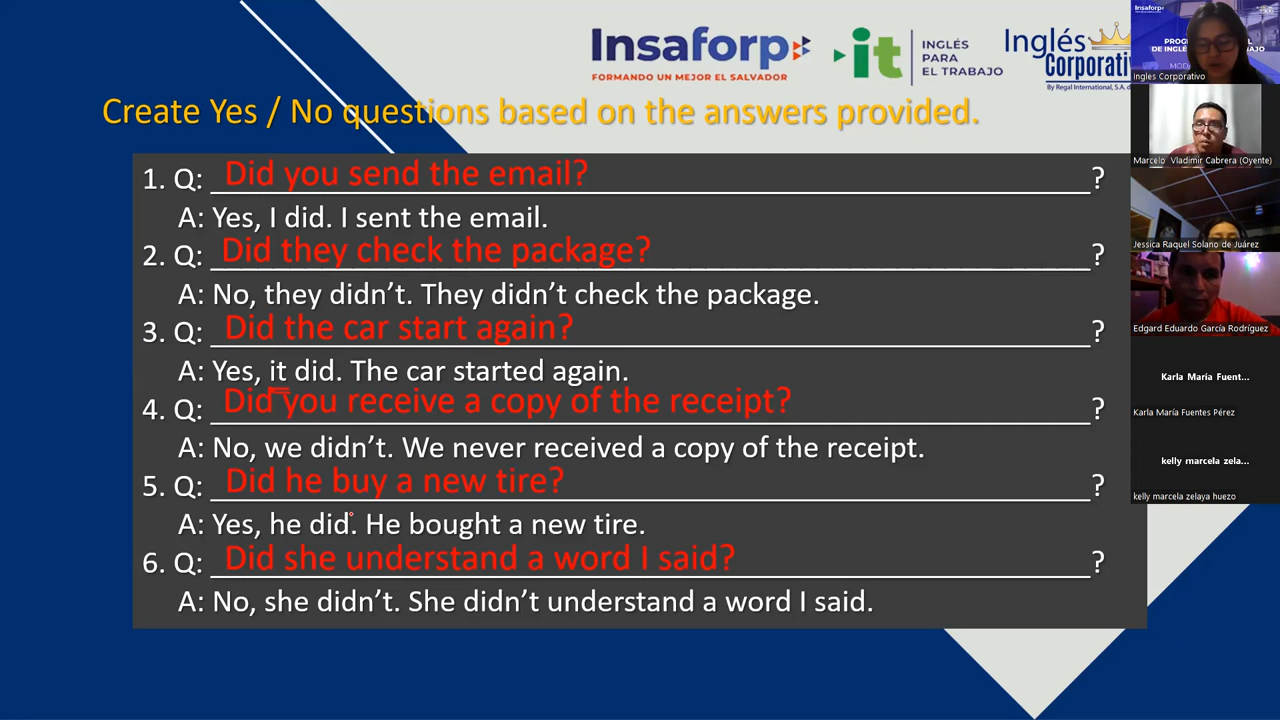 Insaforp
FORMANDO UN MEJOR EL SALVADOR
it
INGLÉS
PARA
EL TRABAJO
Inglés
Corporativ
By Regal International, S.A. d
Create Yes / No questions based on the answers provided.
1. Q: Did you send the email? ?
A: Yes, I did. I sent the email.
2. Q: Did they check the package? ?
A: No, they didn’t. They didn’t check the package.
3. Q: Did the car start again? ?
A: Yes, it did. The car started again.
4. Q: Did you receive a copy of the receipt? ?
A: No, we didn’t. We never received a copy of the receipt.
5. Q: Did he buy a new tire? ?
A: Yes, he did. He bought a new tire.
6. Q: Did she understand a word I said? ?
A: No, she didn’t. She didn’t understand a word I said.
Insaforp
Ingles Corporativo
Marcelo Vladimir Cabrera (Oyente)
Jessica Raquel Solano de Juárez
Edgard Eduardo García Rodríguez
Karla María Fuent...
Karla María Fuentes Pérez
kelly marcela zela...
kelly marcela zelaya huezo